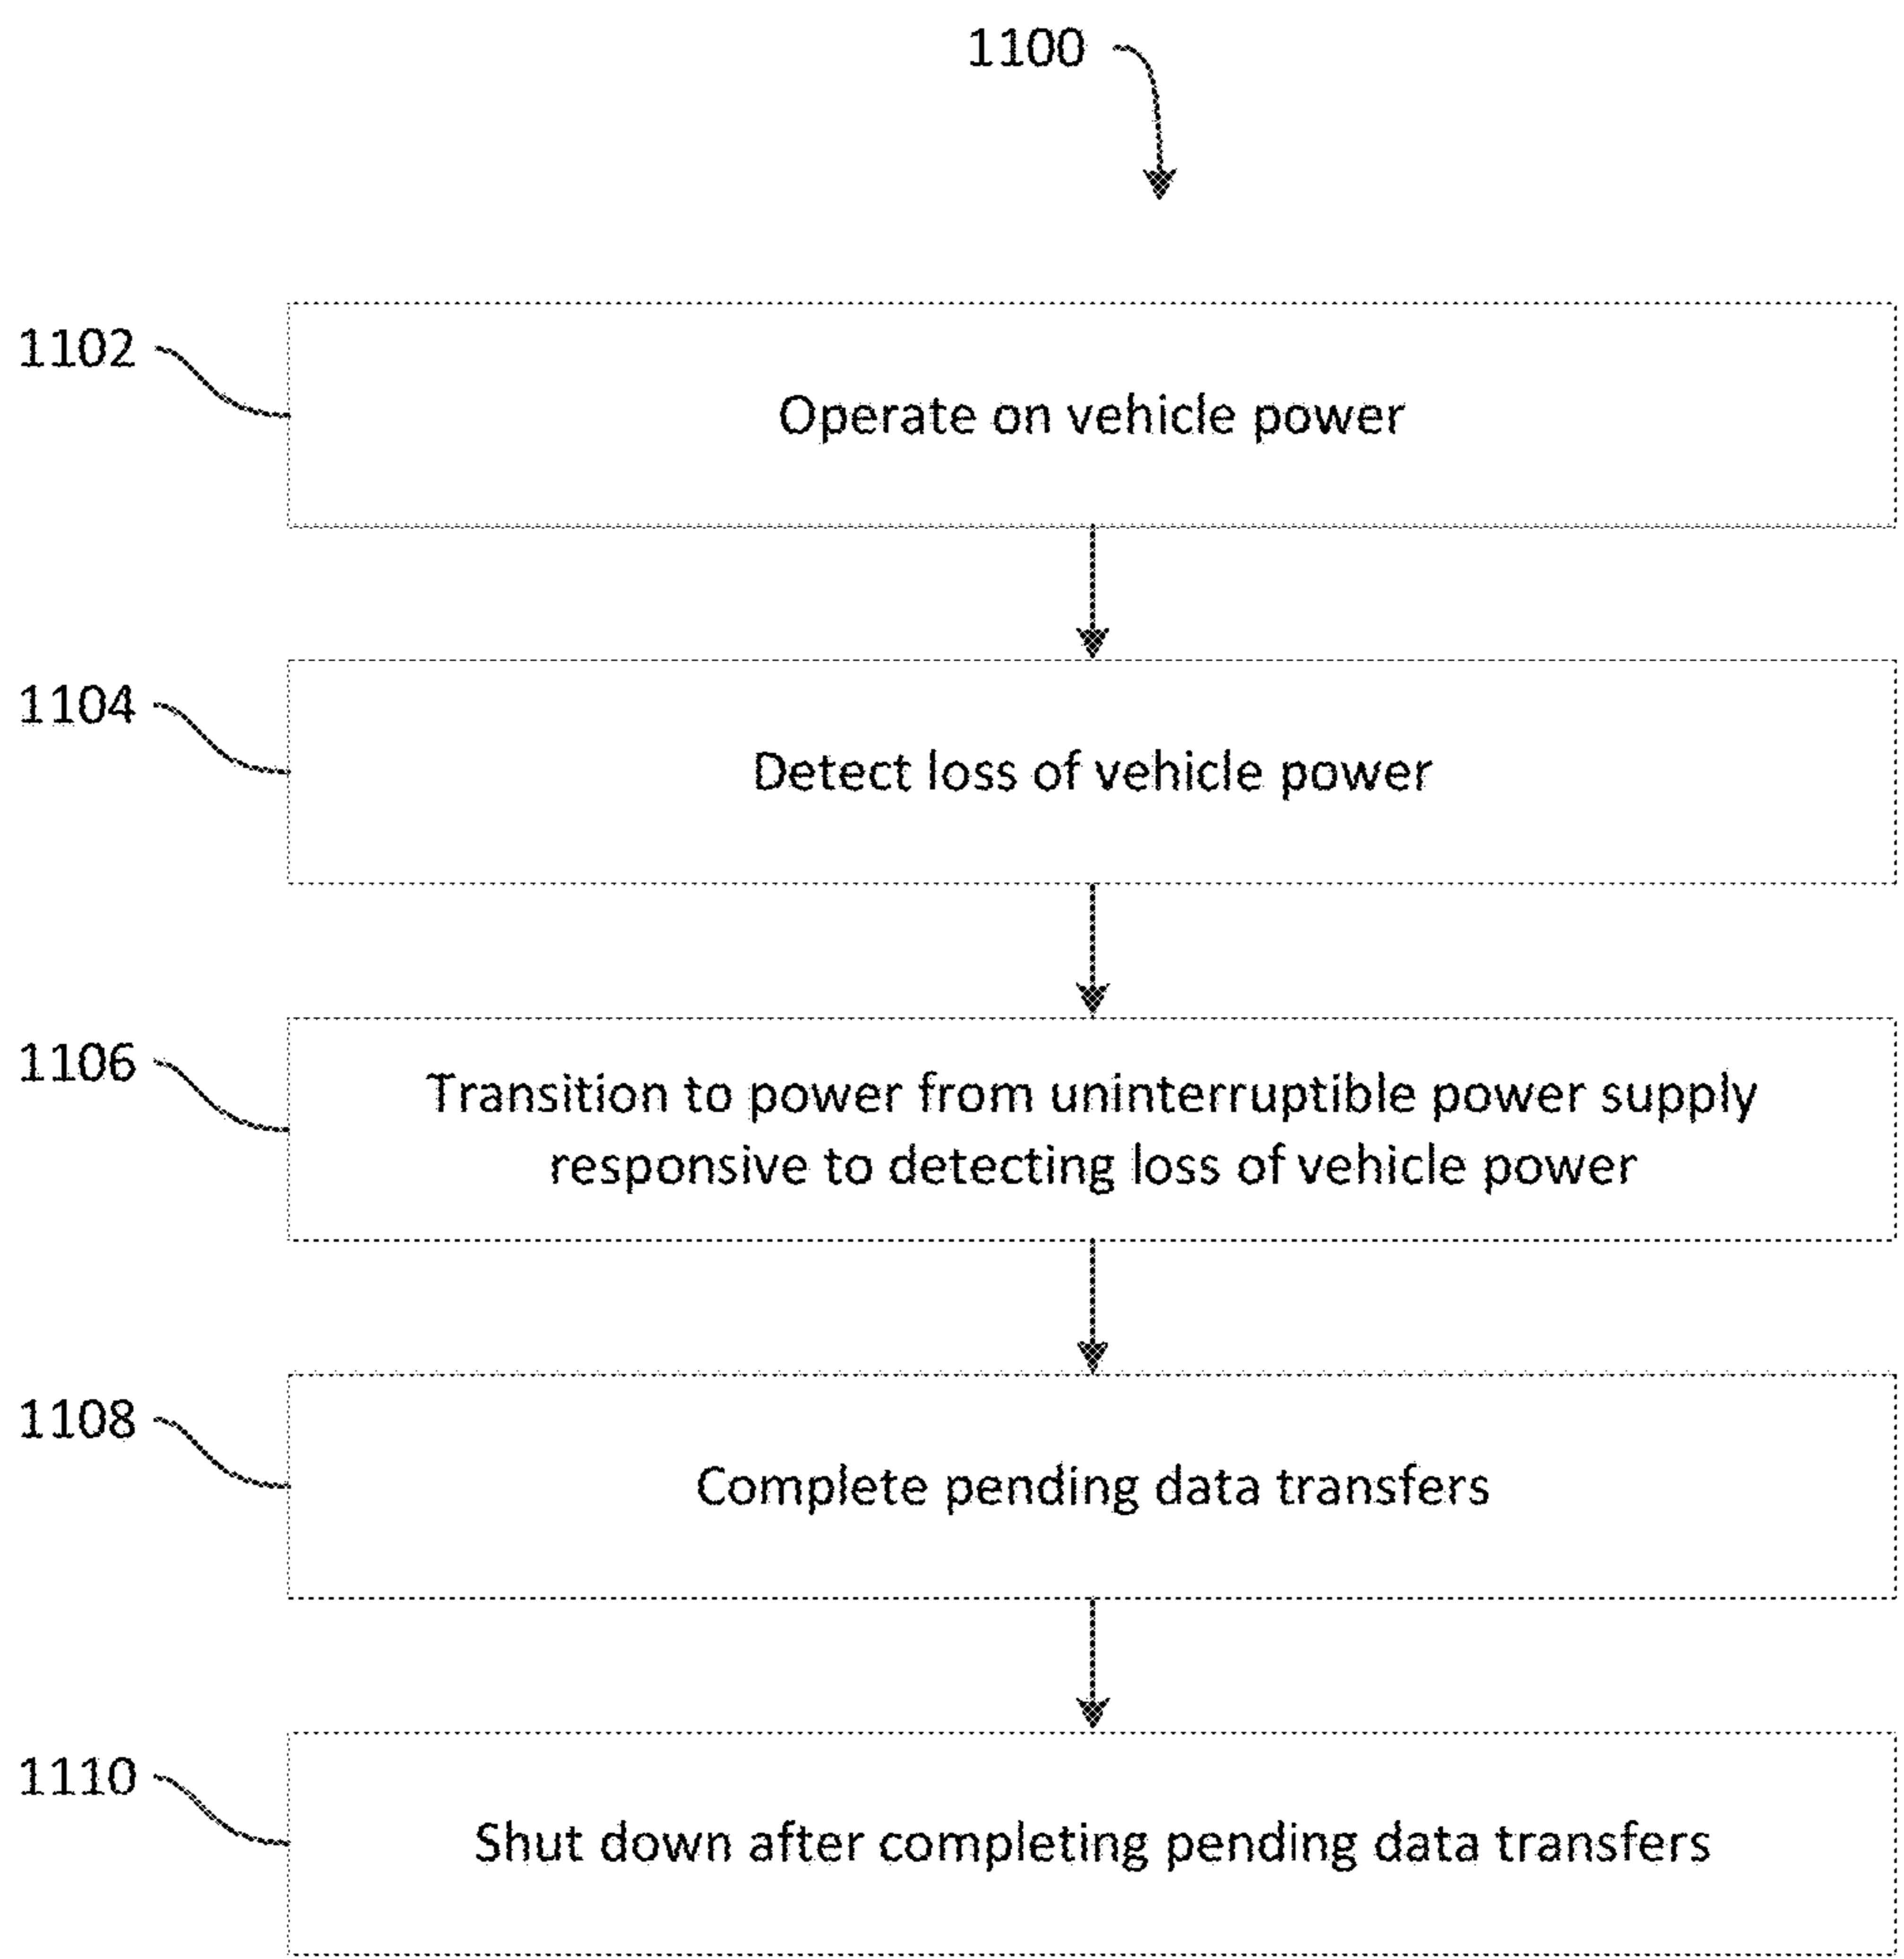 1100
1102
Operate on vehicle power
1104
Detect loss of vehicle power
1106
Transition to power from uninterruptible power supply
responsive to detecting loss of vehicle power
1108
Complete pending data transfers
1110
Shut down after completing pending data transfers